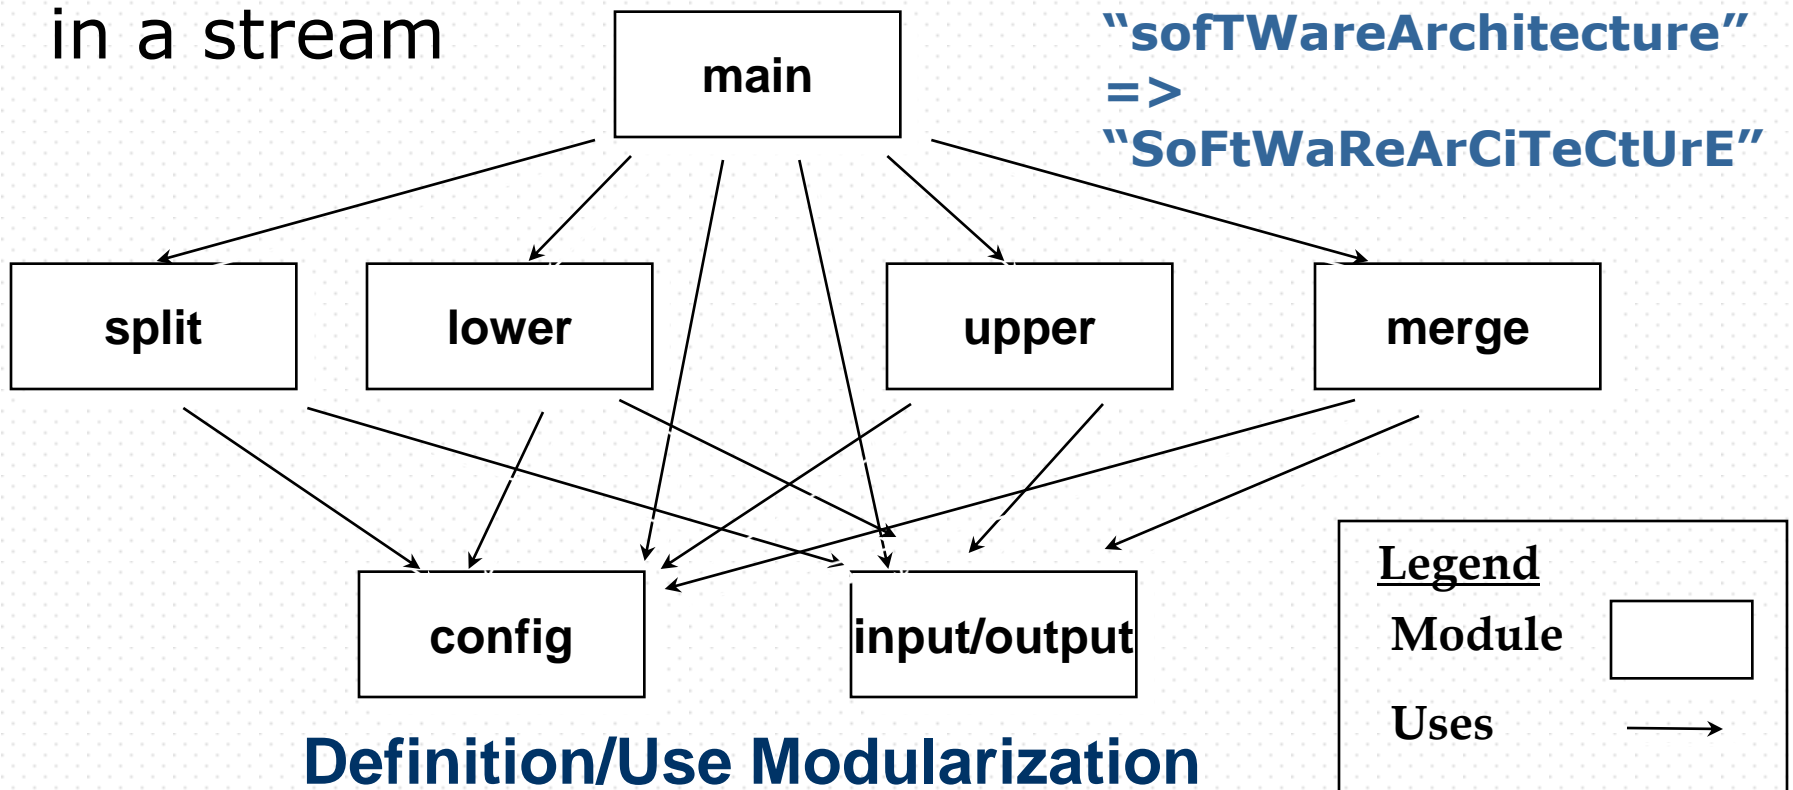 in a stream
“sofTWareArchitecture”
=>
“SoFtWaReArCiTeCtUrE”
main
split
lower
upper
merge
config
input/output
Legend
Module
Uses
Definition/Use Modularization